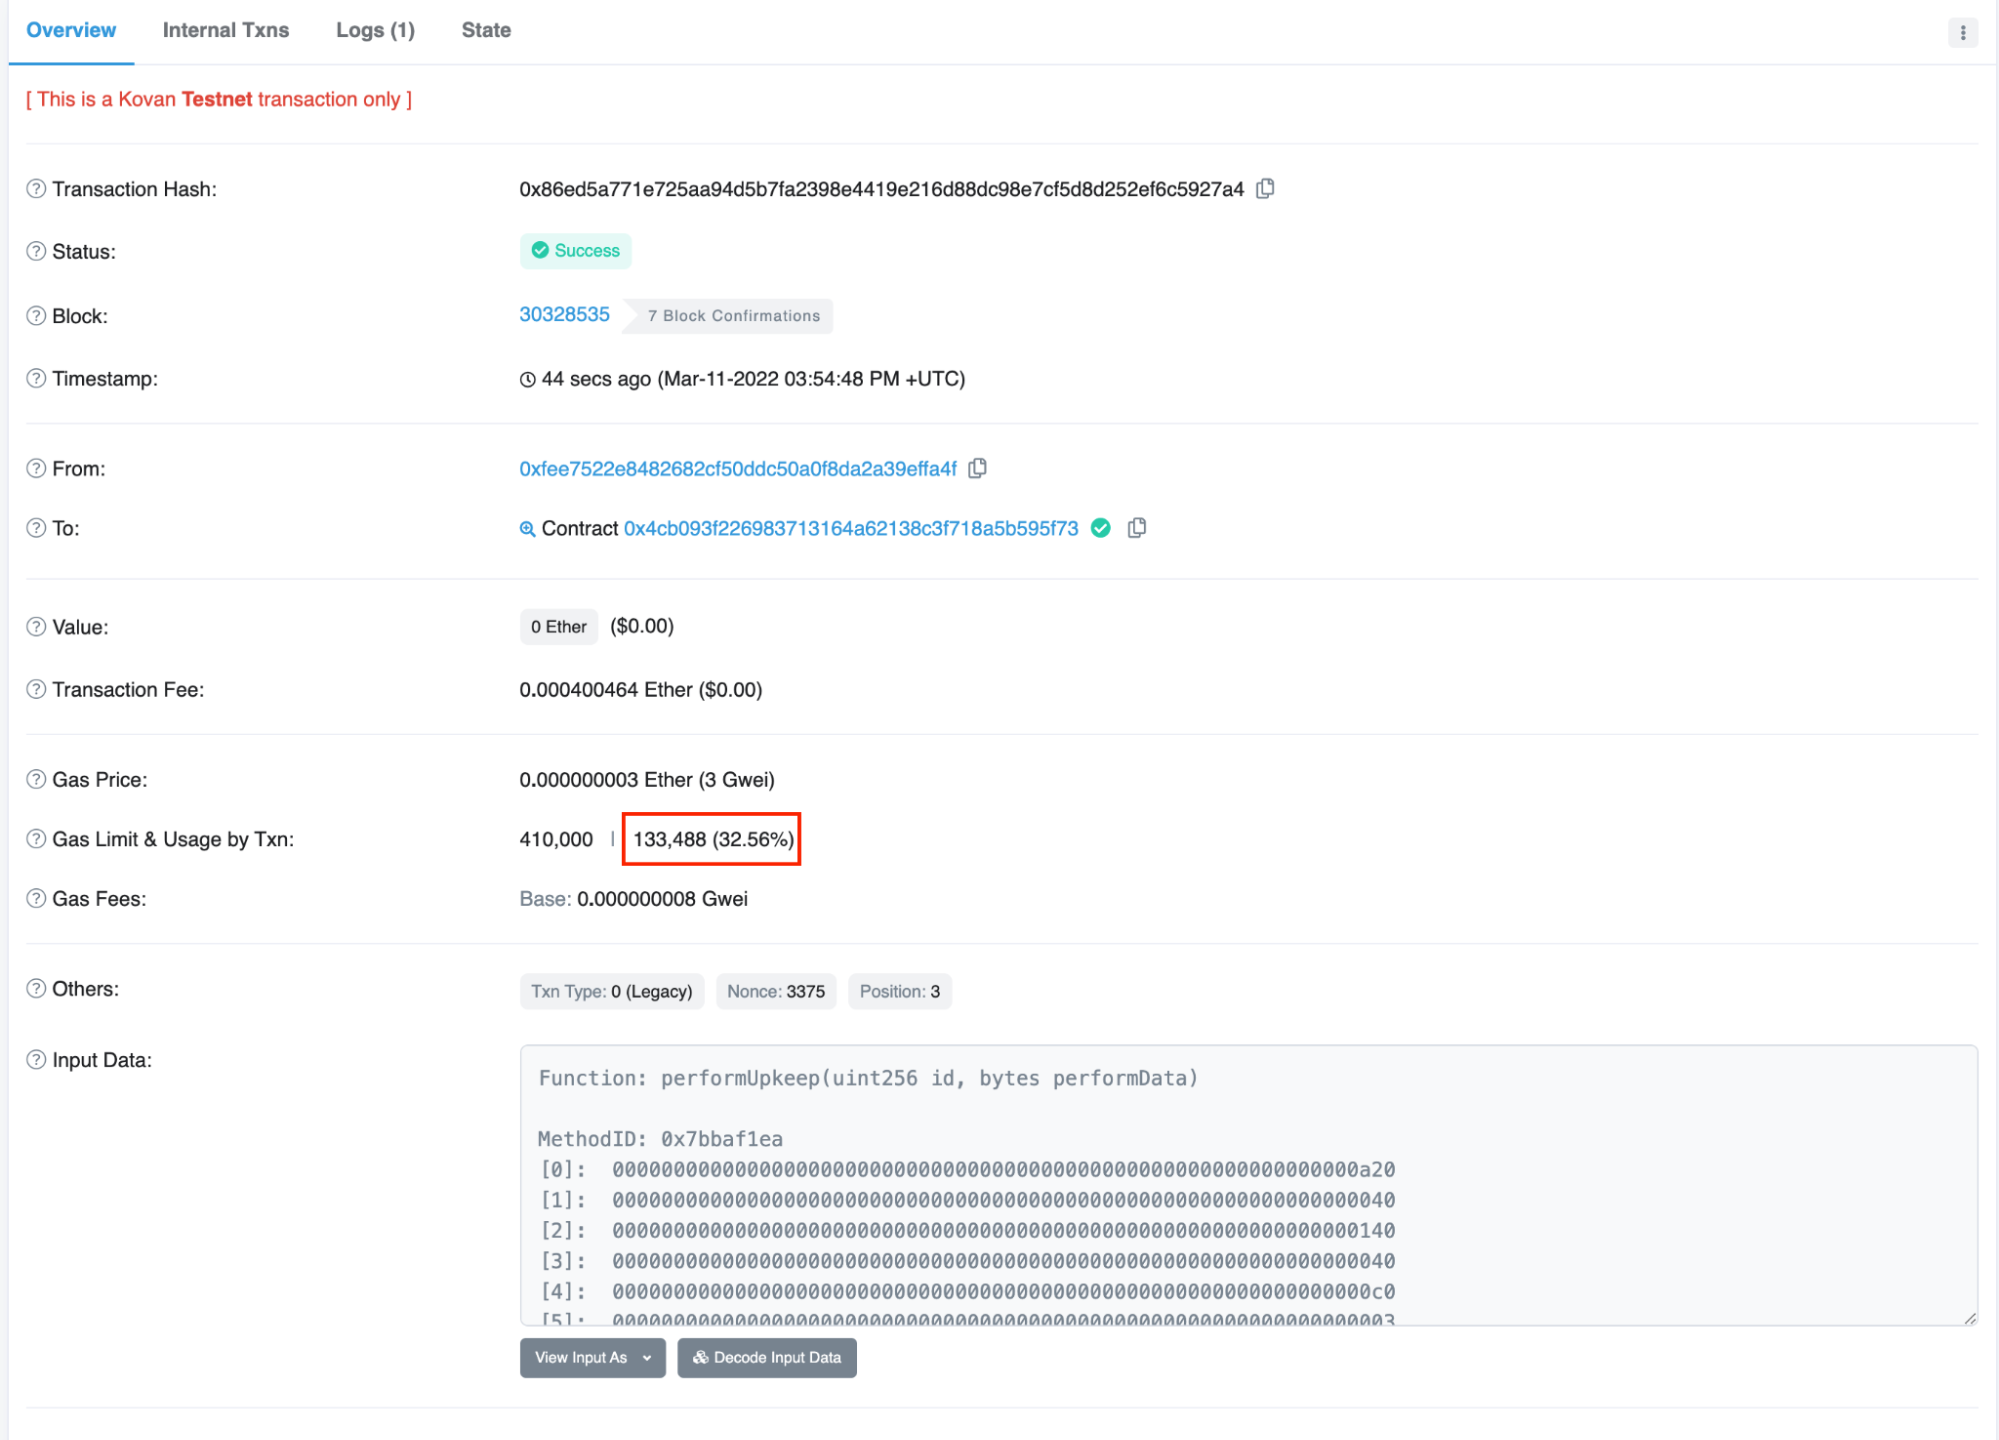 Overview Internal Txns Logs (1) State
[ This is a Kovan Testnet transaction only ]
Transaction Hash: 0x86ed5a771e725aa94d5b7fa2398e4419e216d88dc98e7cf5d8d252ef6c5927a4
Status: Success
Block: 30328535 7 Block Confirmations
Timestamp: 44 secs ago (Mar-11-2022 03:54:48 PM +UTC)
From: 0xfee7522e8482682cf50ddc50a0f8da2a39effa4f
To: Contract 0x4cb093f226983713164a62138c3f718a5b595f73
Value: 0 Ether ($0.00)
Transaction Fee: 0.000400464 Ether ($0.00)
Gas Price: 0.000000003 Ether (3 Gwei)
Gas Limit & Usage by Txn: 410,000 | 133,488 (32.56%)
Gas Fees: Base: 0.000000008 Gwei
Others: Txn Type: 0 (Legacy) Nonce: 3375 Position: 3
Input Data:
Function: performUpkeep(uint256 id, bytes performData)
MethodID: 0x7bbaf1ea
[0]: 0000000000000000000000000000000000000000000000000000000000000a20
[1]: 0000000000000000000000000000000000000000000000000000000000000040
[2]: 0000000000000000000000000000000000000000000000000000000000000140
[3]: 0000000000000000000000000000000000000000000000000000000000000040
[4]: 00000000000000000000000000000000000000000000000000000000000000c0
[5]: 0000000000000000000000000000000000000000000000000000000000000003
View Input As Decode Input Data